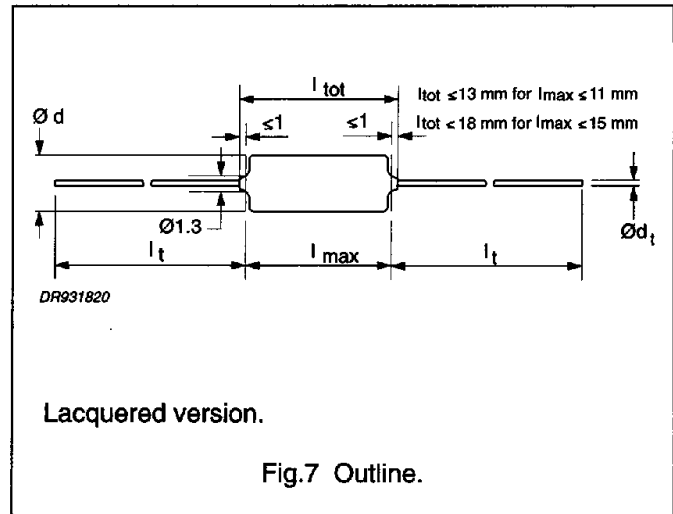 l tot
ltot ≤13 mm for lmax ≤11 mm
ltot < 18 mm for lmax ≤15 mm
Ø d
≤1
≤1
Ø1.3
Ødt
lt
l max
lt
DR931820
Lacquered version.
Fig.7 Outline.